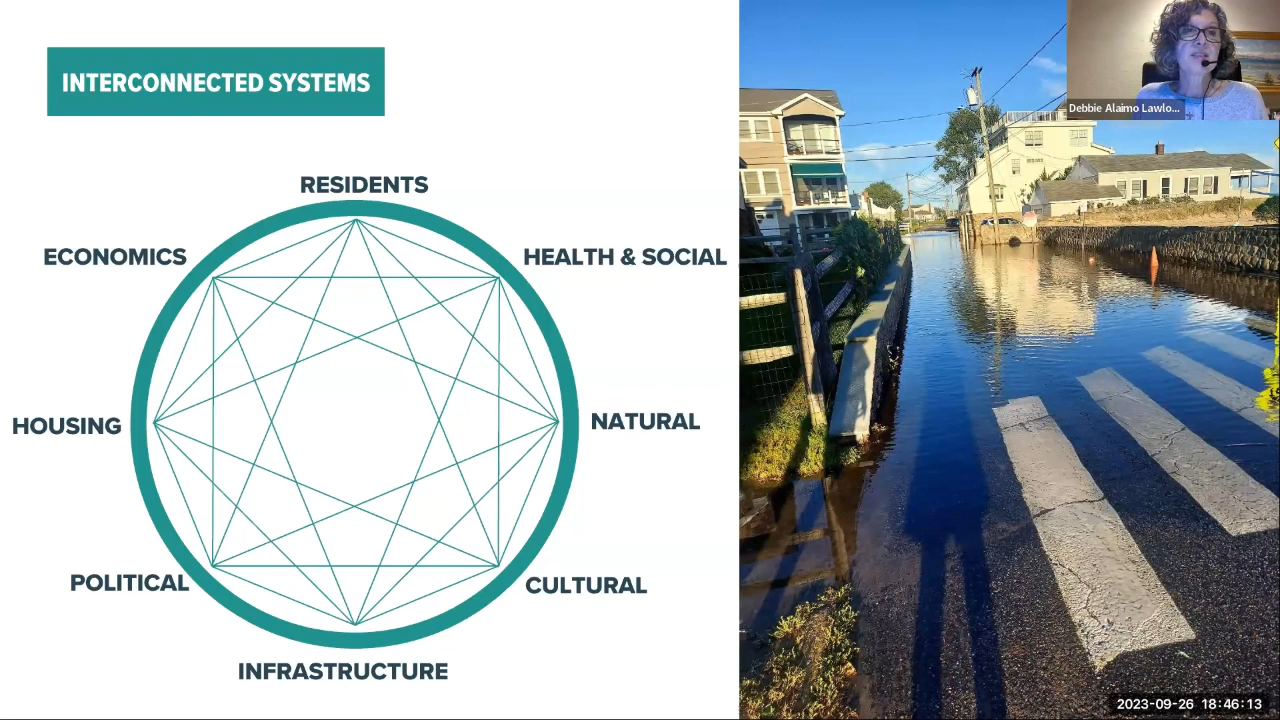 INTERCONNECTED SYSTEMS
RESIDENTS
ECONOMICS
HEALTH & SOCIAL
HOUSING
NATURAL
POLITICAL
CULTURAL
INFRASTRUCTURE
Debbie Alaimo Lawlo...
2023-09-26 18:46:13